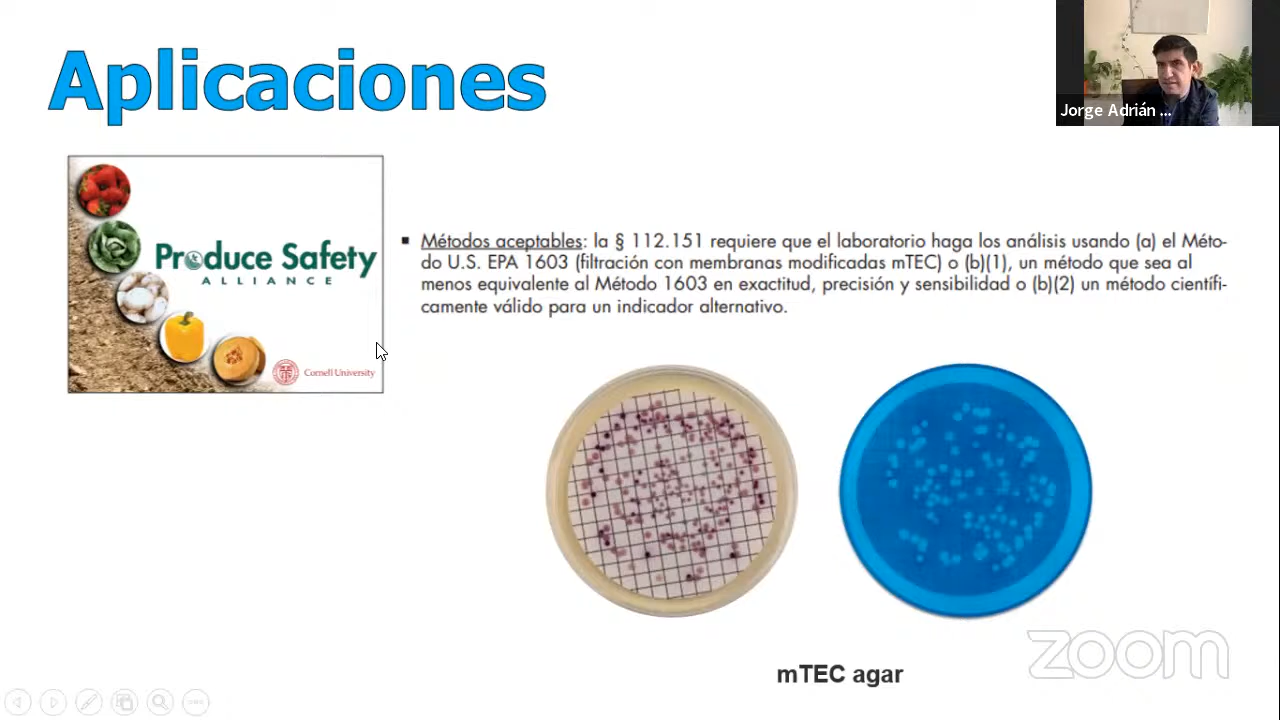 Aplicaciones
Jorge Adrián ...
Produce Safety
ALLIANCE
Cornell University
▪ Métodos aceptables: la § 112.151 requiere que el laboratorio haga los análisis usando (a) el Méto-
do U.S. EPA 1603 (filtración con membranas modificadas mTEC) o (b)(1), un método que sea al
menos equivalente al Método 1603 en exactitud, precisión y sensibilidad o (b)(2) un método científi-
camente válido para un indicador alternativo.
mTEC agar
zoom